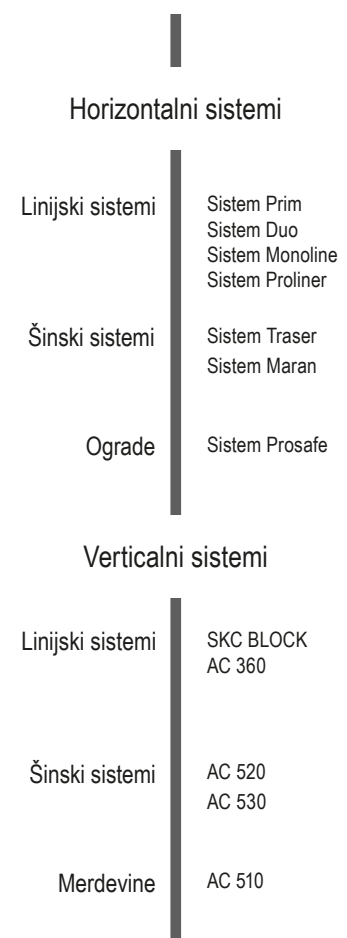 Horizontalni sistemi
Linijski sistemi
Sistem Prim
Sistem Duo
Sistem Monoline
Sistem Proliner
Šinski sistemi
Sistem Traser
Sistem Maran
Ograde
Sistem Prosafe
Verticalni sistemi
Linijski sistemi
SKC BLOCK
AC 360
Šinski sistemi
AC 520
AC 530
Merdevine
AC 510